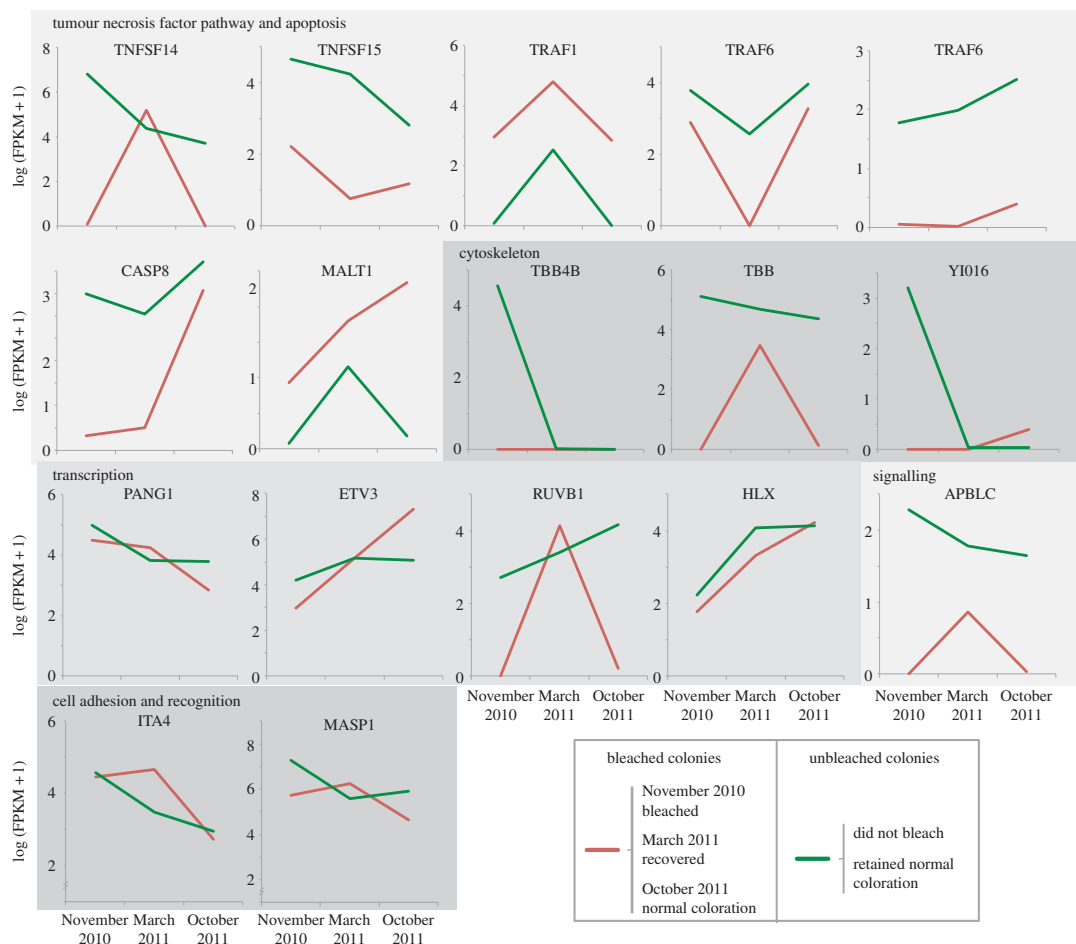 tumour necrosis factor pathway and apoptosis
TNFSF14
TNFSF15
TRAF1
TRAF6
TRAF6
log (FPKM + 1)
8
6
4
2
0
4
2
0
6
4
2
0
6
4
2
0
3
2
1
0
cytoskeleton
CASP8
MALT1
TBB4B
TBB
YI016
log (FPKM + 1)
3
2
1
0
2
1
0
4
2
0
6
4
2
0
3
2
1
0
transcription
signalling
PANG1
ETV3
RUVB1
HLX
APBLC
log (FPKM + 1)
6
4
2
0
8
6
4
2
0
4
2
0
4
2
0
2
1
0
November March October
2010 2011 2011
November March October
2010 2011 2011
November March October
2010 2011 2011
cell adhesion and recognition
ITA4
MASP1
log (FPKM + 1)
6
4
2
8
6
4
2
November March October
2010 2011 2011
November March October
2010 2011 2011
bleached colonies
November 2010
bleached
March 2011
recovered
October 2011
normal coloration
unbleached colonies
did not bleach
retained normal
coloration